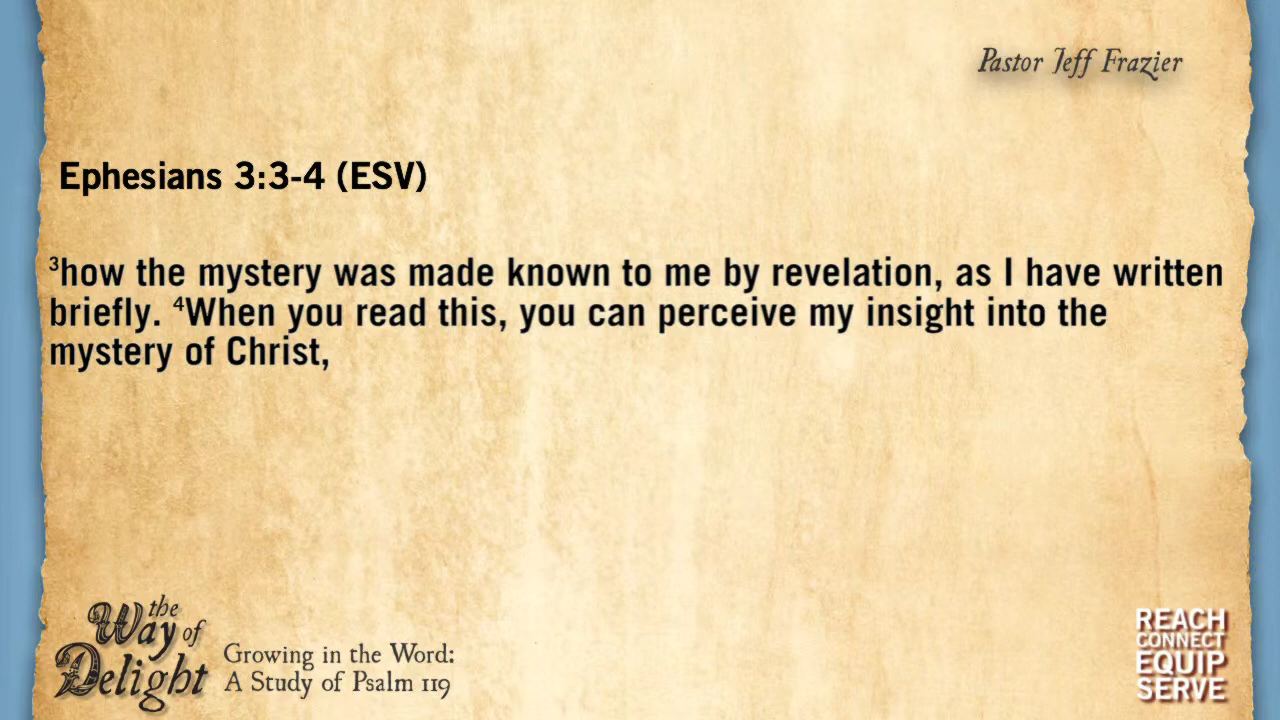 Pastor Jeff Frazier
Ephesians 3:3-4 (ESV)
³how the mystery was made known to me by revelation, as I have written
briefly. ⁴When you read this, you can perceive my insight into the
mystery of Christ,
the
Way of
Delight
Growing in the Word:
A Study of Psalm 119
REACH
CONNECT
EQUIP
SERVE